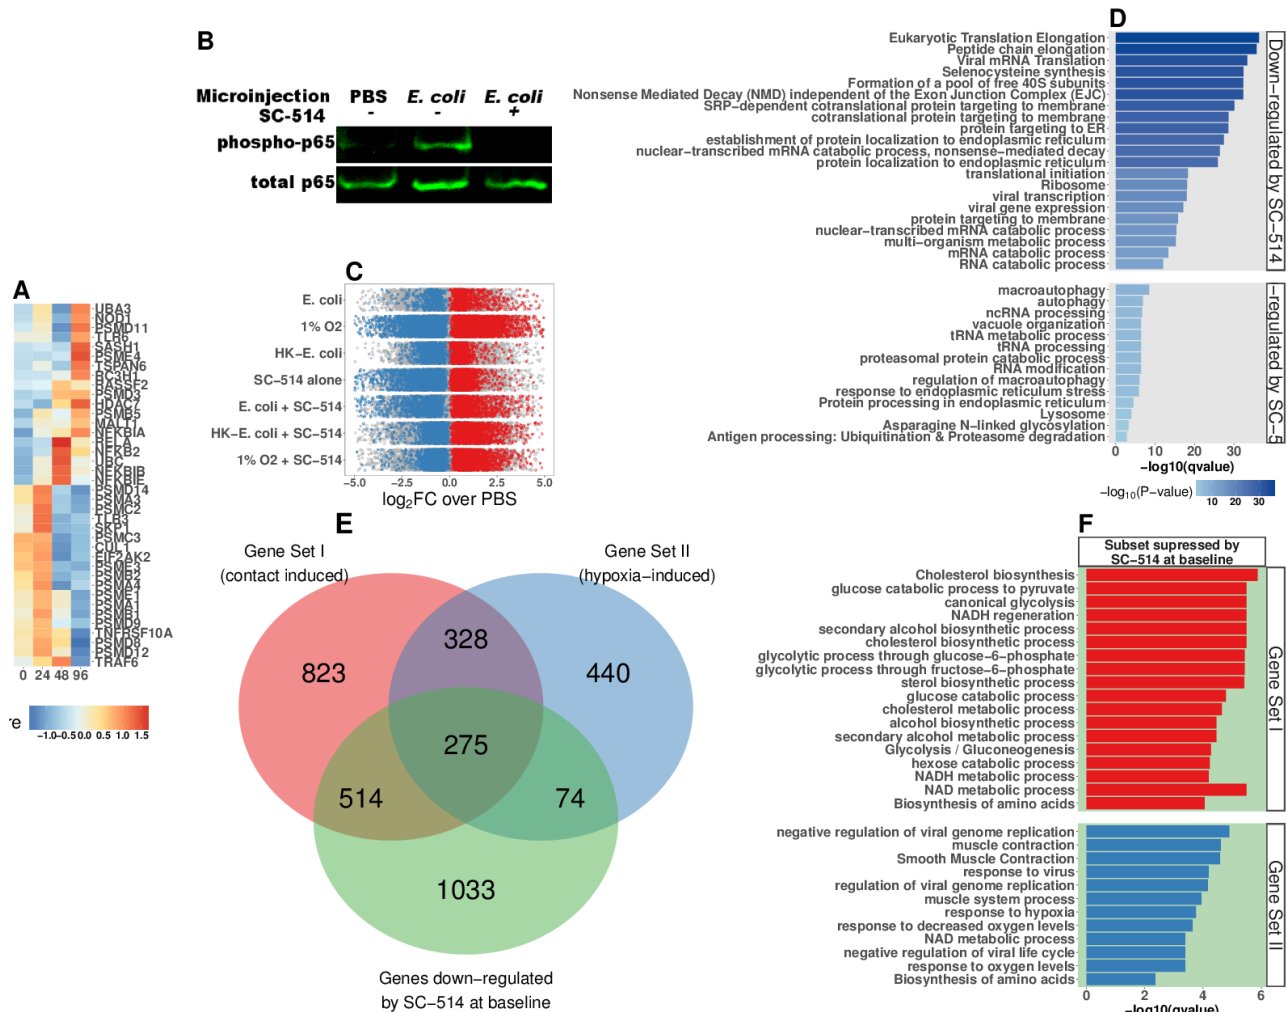 A
UBA3
NOD1
PSMD11
TLR6
SASH1
PSME4
TSPAN6
RC3H1
RASSF2
PSMD3
HDAC7
PSMB5
MALT1
NFKBIA
RELA
NFKB2
UBC
NFKBIB
NFKBIE
PSMD14
PSMA3
PSMC2
TLR3
SKP1
PSMC3
CUL1
EIF2AK2
PSME3
PSMB2
PSMA4
PSME1
PSMA1
PSMB1
PSMD9
TNFRSF10A
PSMD8
PSMD12
TRAF6
0 24 48 96
re
−1.0 −0.5 0.0 0.5 1.0 1.5
B
Microinjection PBS E. coli E. coli
SC-514 - - +
phospho-p65
total p65
C
E. coli
1% O2
HK−E. coli
SC−514 alone
E. coli + SC−514
HK−E. coli + SC−514
1% O2 + SC−514
−5.0 −2.5 0.0 2.5 5.0
log2FC over PBS
D
Eukaryotic Translation Elongation
Peptide chain elongation
Viral mRNA Translation
Selenocysteine synthesis
Formation of a pool of free 40S subunits
Nonsense Mediated Decay (NMD) independent of the Exon Junction Complex (EJC)
SRP−dependent cotranslational protein targeting to membrane
cotranslational protein targeting to membrane
protein targeting to ER
establishment of protein localization to endoplasmic reticulum
nuclear−transcribed mRNA catabolic process, nonsense−mediated decay
protein localization to endoplasmic reticulum
translational initiation
Ribosome
viral transcription
viral gene expression
protein targeting to membrane
nuclear−transcribed mRNA catabolic process
multi−organism metabolic process
mRNA catabolic process
RNA catabolic process
Down−regulated by SC−514
macroautophagy
autophagy
ncRNA processing
vacuole organization
tRNA metabolic process
tRNA processing
proteasomal protein catabolic process
RNA modification
regulation of macroautophagy
response to endoplasmic reticulum stress
Protein processing in endoplasmic reticulum
Lysosome
Asparagine N−linked glycosylation
Antigen processing: Ubiquitination & Proteasome degradation
−regulated by SC−5
0 10 20 30
−log10(qvalue)
−log10(P−value)
10 20 30
E
Gene Set I
(contact induced)
Gene Set II
(hypoxia−induced)
328
823
440
275
514
74
1033
Genes down−regulated
by SC−514 at baseline
F
Subset supressed by
SC−514 at baseline
Cholesterol biosynthesis
glucose catabolic process to pyruvate
canonical glycolysis
NADH regeneration
secondary alcohol biosynthetic process
cholesterol biosynthetic process
glycolytic process through glucose−6−phosphate
glycolytic process through fructose−6−phosphate
sterol biosynthetic process
glucose catabolic process
cholesterol metabolic process
alcohol biosynthetic process
secondary alcohol metabolic process
Glycolysis / Gluconeogenesis
hexose catabolic process
NADH metabolic process
NAD metabolic process
Biosynthesis of amino acids
Gene Set I
negative regulation of viral genome replication
muscle contraction
Smooth Muscle Contraction
response to virus
regulation of viral genome replication
muscle system process
response to hypoxia
response to decreased oxygen levels
NAD metabolic process
negative regulation of viral life cycle
response to oxygen levels
Biosynthesis of amino acids
Gene Set III
0 2 4 6
−log10(qvalue)